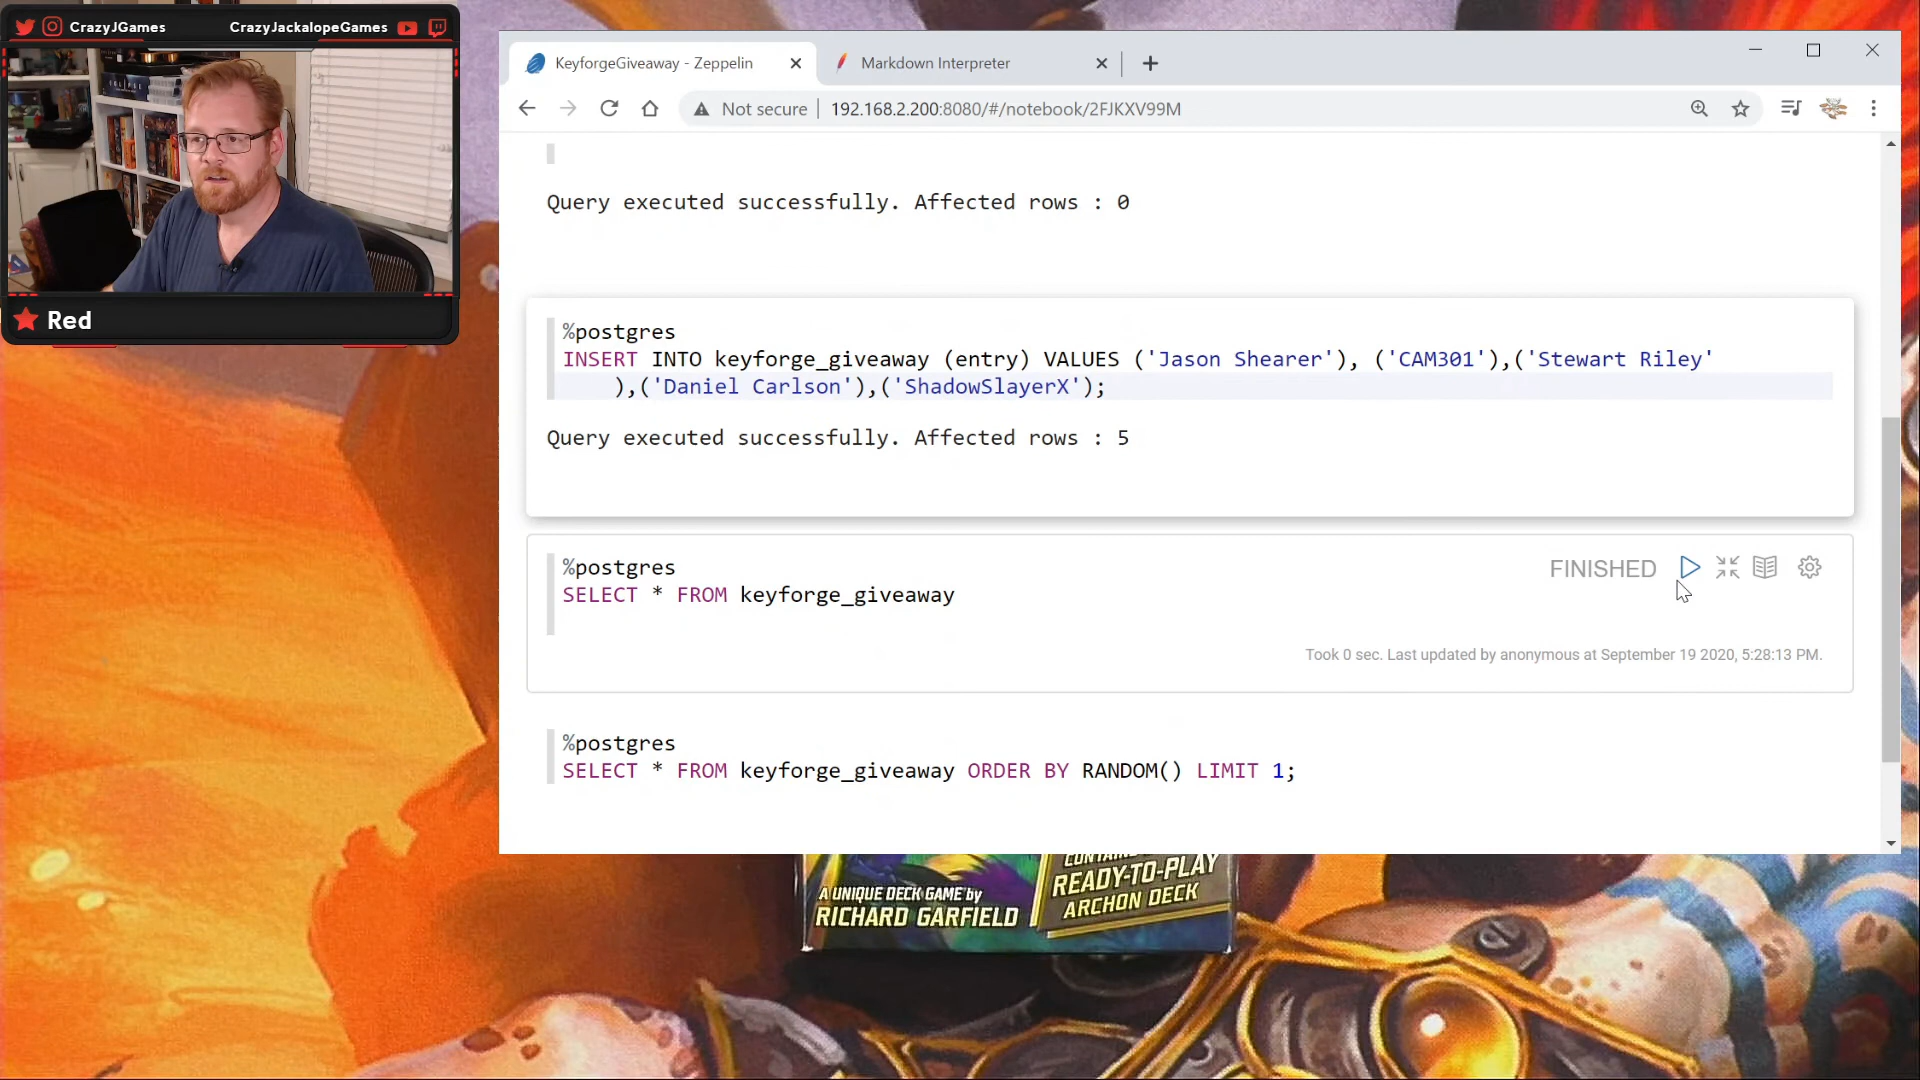 CrazyJGames
CrazyJackalopeGames
Red
KeyforgeGiveaway - Zeppelin
Markdown Interpreter
Not secure
192.168.2.200:8080/#/notebook/2FJKXV99M
Query executed successfully. Affected rows : 0
%postgres
INSERT INTO keyforge_giveaway (entry) VALUES ('Jason Shearer'), ('CAM301'),('Stewart Riley'
),('Daniel Carlson'),('ShadowSlayerX');
Query executed successfully. Affected rows : 5
%postgres
SELECT * FROM keyforge_giveaway
FINISHED
Took 0 sec. Last updated by anonymous at September 19 2020, 5:28:13 PM.
%postgres
SELECT * FROM keyforge_giveaway ORDER BY RANDOM() LIMIT 1;
A UNIQUE DECK GAME by
RICHARD GARFIELD
READY-TO-PLAY
ARCHON DECK